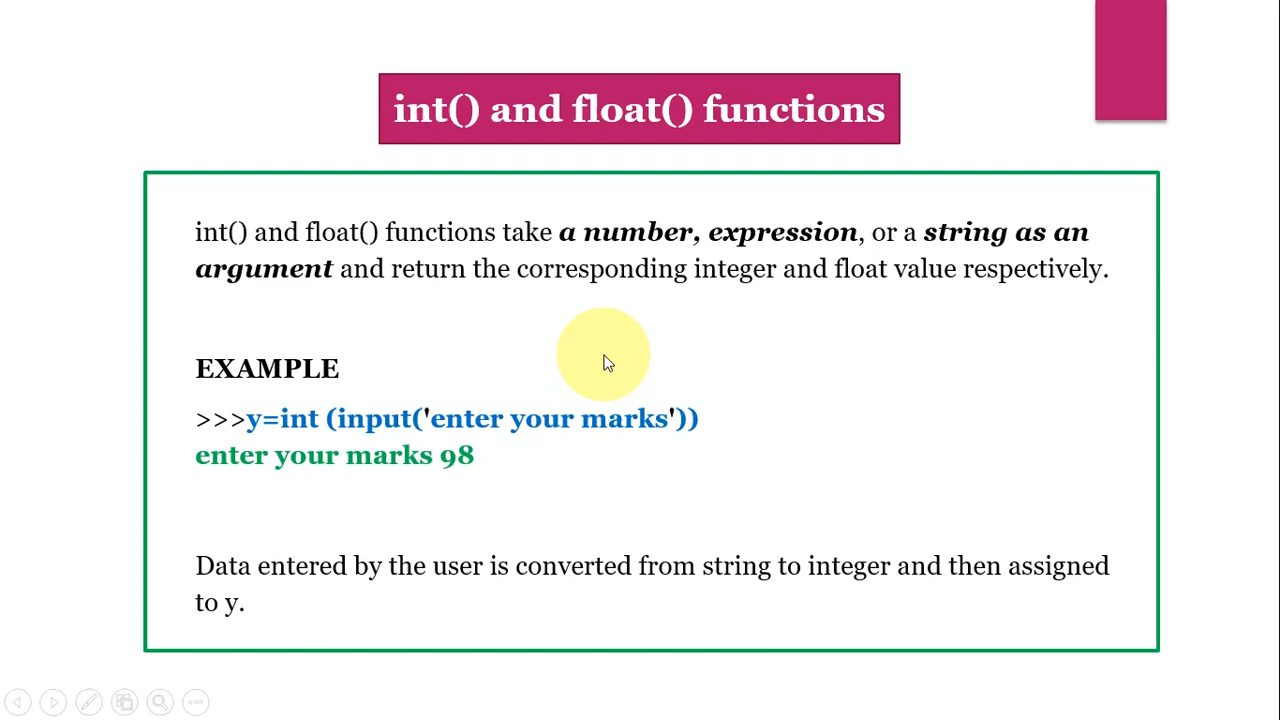 int() and float() functions
int() and float() functions take a number, expression, or a string as an
argument and return the corresponding integer and float value respectively.
EXAMPLE
>>>y=int (input('enter your marks'))
enter your marks 98
Data entered by the user is converted from string to integer and then assigned
to y.